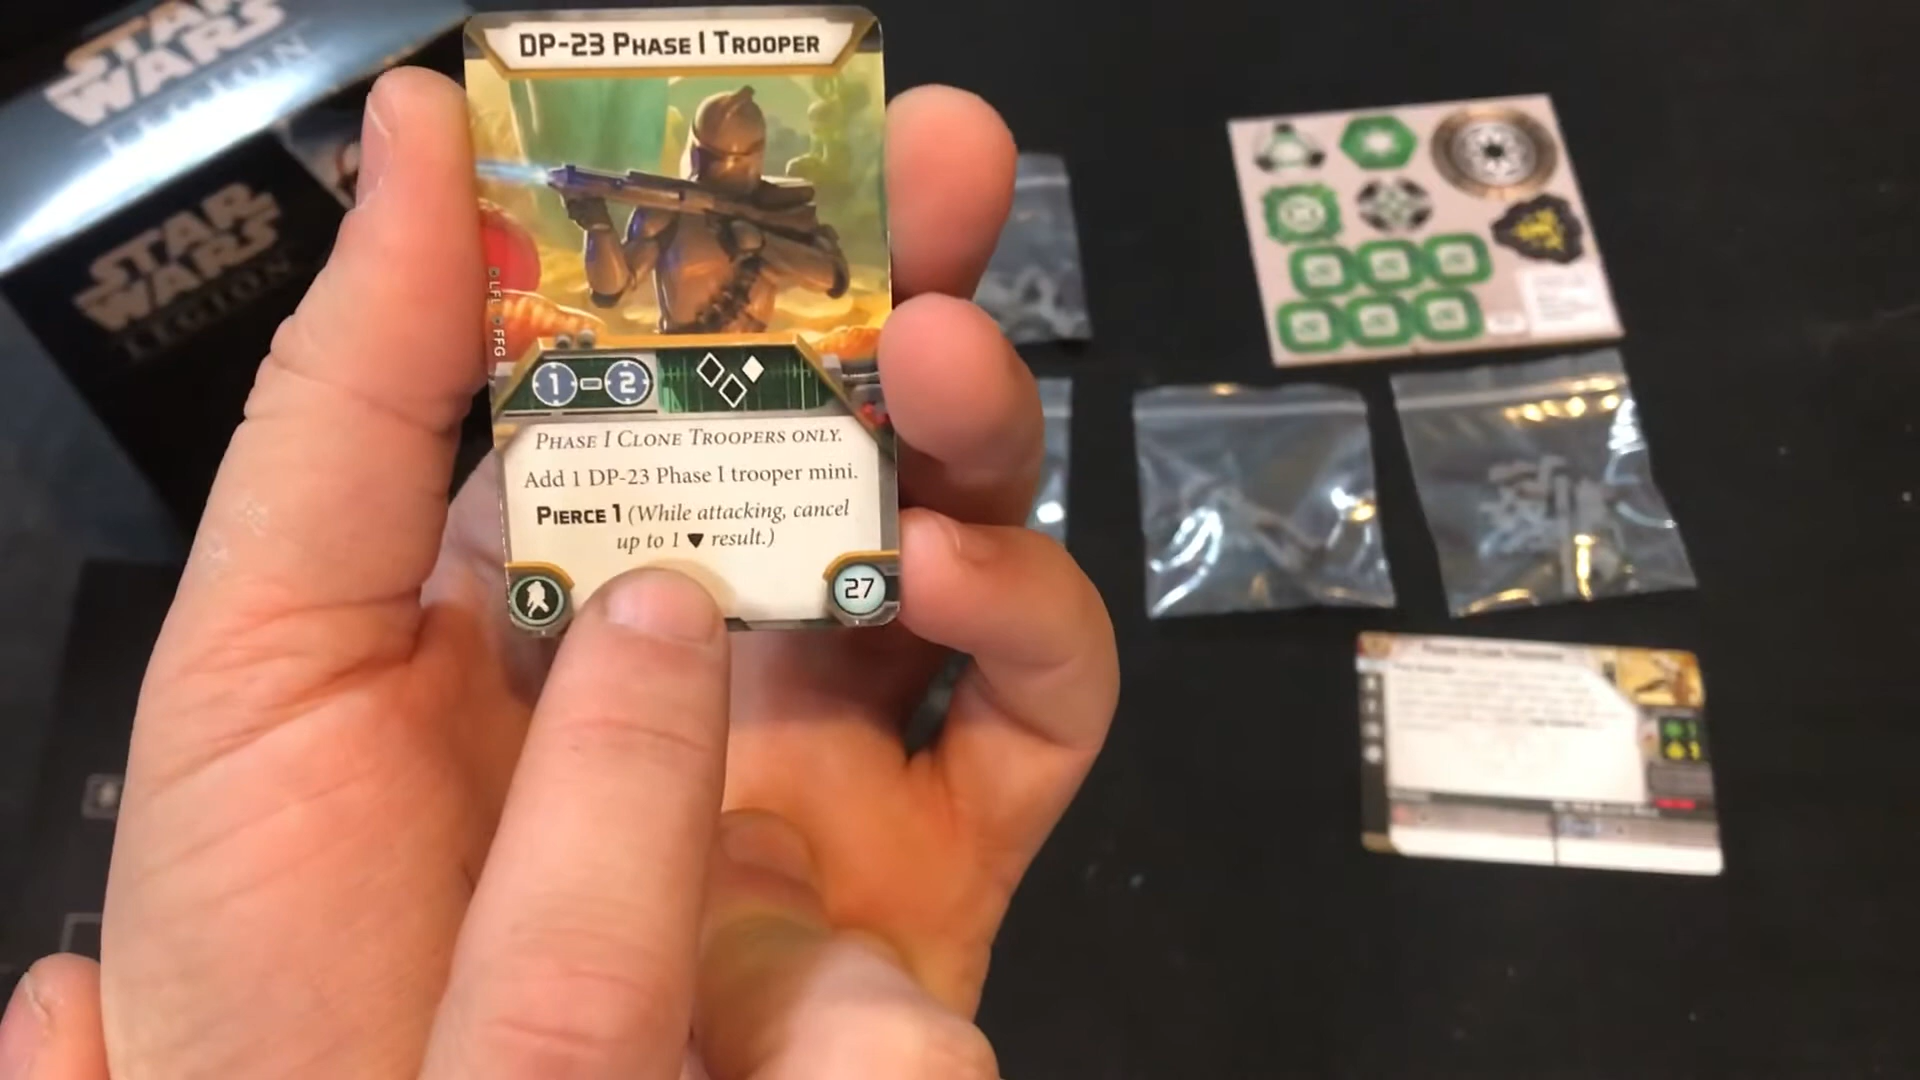 STAR
WARS
LEGION
STAR
WARS
LEGION
DP-23 PHASE I TROOPER
© LFL © FFG
1 - 2
PHASE I CLONE TROOPERS ONLY.
Add 1 DP-23 Phase I trooper mini.
PIERCE 1 (While attacking, cancel
up to 1 ▼ result.)
27